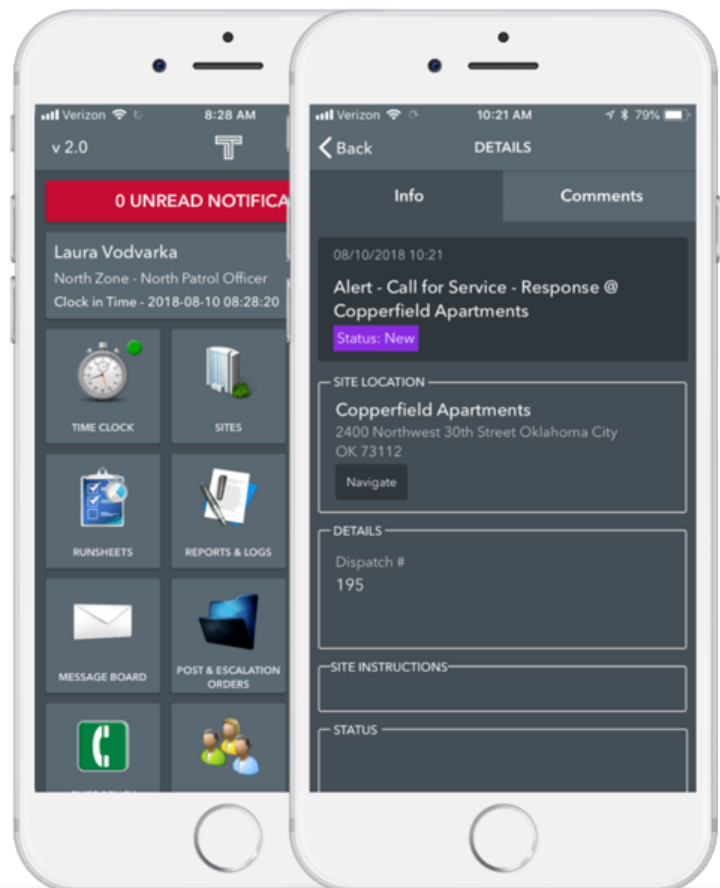 Verizon
8:28 AM
v 2.0
0 UNREAD NOTIFICA
Laura Vodvarka
North Zone - North Patrol Officer
Clock in Time - 2018-08-10 08:28:20
TIME CLOCK
SITES
RUNSHEETS
REPORTS & LOGS
MESSAGE BOARD
POST & ESCALATION
ORDERS
Verizon
10:21 AM
79%
Back
DETAILS
Info
Comments
08/10/2018 10:21
Alert - Call for Service - Response @
Copperfield Apartments
Status: New
SITE LOCATION
Copperfield Apartments
2400 Northwest 30th Street Oklahoma City
OK 73112
Navigate
DETAILS
Dispatch #
195
SITE INSTRUCTIONS
STATUS